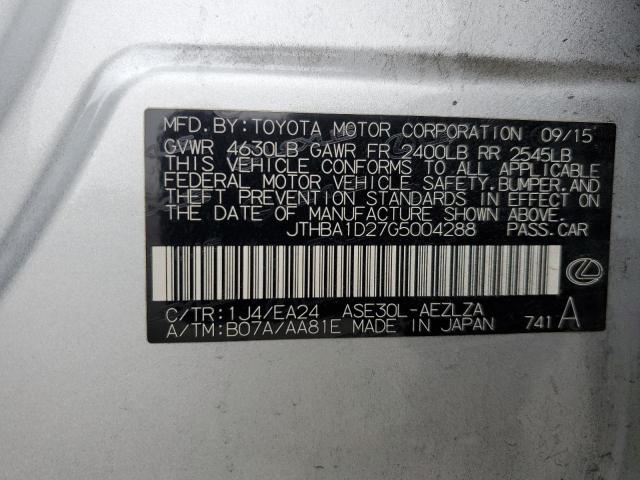 MFD. BY: TOYOTA MOTOR CORPORATION 09/15
GVWR 4630LB GAWR FR 2400LB RR 2545LB
THIS VEHICLE CONFORMS TO ALL APPLICABLE
FEDERAL MOTOR VEHICLE SAFETY, BUMPER, AND
THEFT PREVENTION STANDARDS IN EFFECT ON
THE DATE OF MANUFACTURE SHOWN ABOVE.
JTHBA1D27G5004288 PASS. CAR
C/TR: 1J4/EA24 ASE30L-AEZLZA
A/TM: B07A/AA81E MADE IN JAPAN 741 A